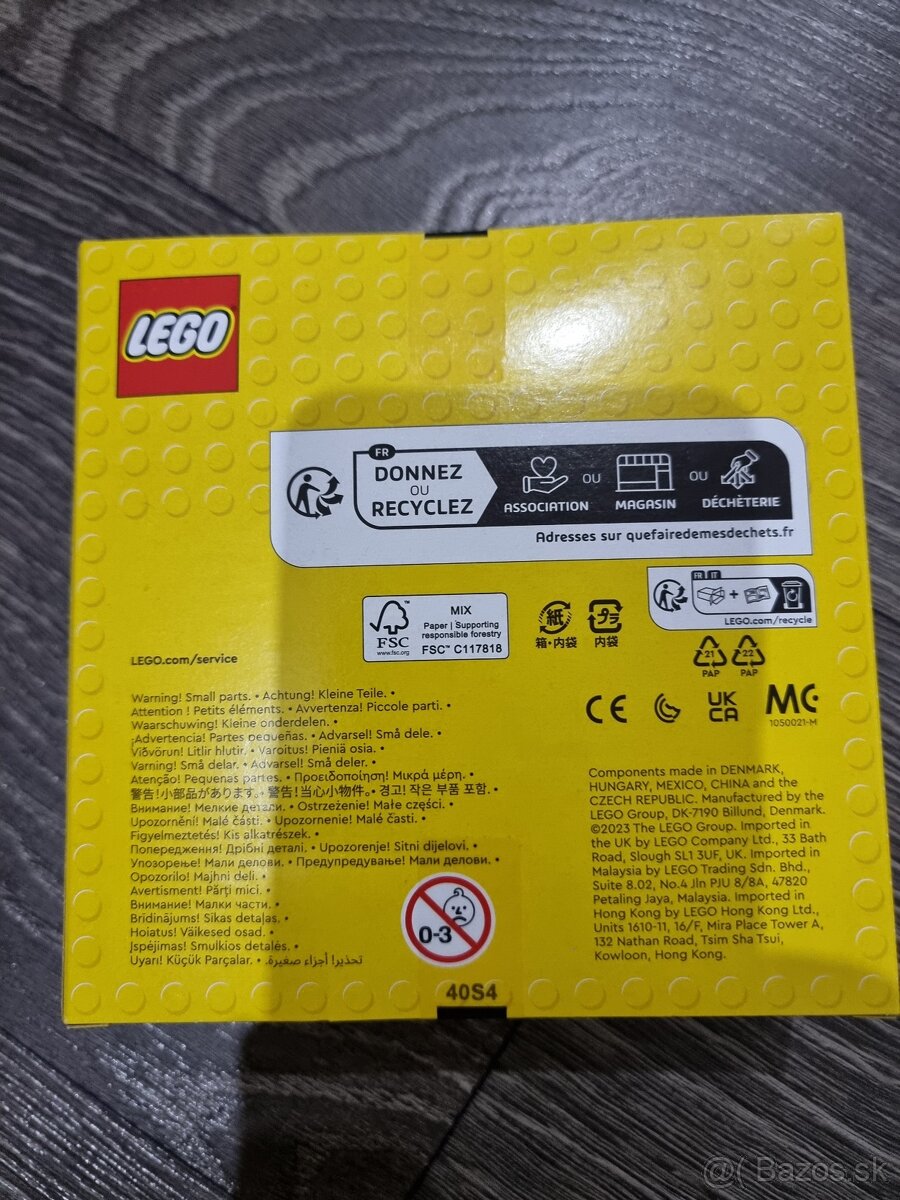 LEGO
FR
DONNEZ
OU
RECYCLEZ
ASSOCIATION
OU
MAGASIN
OU
DÉCHÈTERIE
Adresses sur quefairedemesdechets.fr
FSC™
www.fsc.org
MIX
Paper | Supporting
responsible forestry
FSC™ C117818
紙
箱・内袋
プラ
内袋
FR IT
+
LEGO.com/recycle
21
PAP
22
PAP
LEGO.com/service
CE
UK
CA
MC
1050021-M
Warning! Small parts. • Achtung! Kleine Teile. •
Attention ! Petits éléments. • Avvertenza! Piccole parti. •
Waarschuwing! Kleine onderdelen. •
¡Advertencia! Partes pequeñas. • Advarsel! Små dele. •
Viðvörun! Litlir hlutir. • Varoitus! Pieniä osia. •
Varning! Små delar. • Advarsel! Små deler. •
Atenção! Pequenas partes. • Προειδοποίηση! Μικρά μέρη. •
警告!小部品があります。• 警告!当心小物件。• 경고! 작은 부품 포함. •
Внимание! Мелкие детали. • Ostrzeżenie! Małe części. •
Upozornění! Malé části. • Upozornenie! Malé časti. •
Figyelmeztetés! Kis alkatrészek. •
Попередження! Дрібні деталі. • Upozorenje! Sitni dijelovi. •
Упозорење! Мали делови. • Предупредување! Мали делови. •
Opozorilo! Majhni deli. •
Avertisment! Părți mici. •
Внимание! Малки части. •
Brīdinājums! Sīkas detaļas. •
Hoiatus! Väikesed osad. •
Įspėjimas! Smulkios detalės. •
Uyarı! Küçük Parçalar. • تحذير! أجزاء صغيرة.
0-3
Components made in DENMARK,
HUNGARY, MEXICO, CHINA and the
CZECH REPUBLIC. Manufactured by the
LEGO Group, DK-7190 Billund, Denmark.
©2023 The LEGO Group. Imported in
the UK by LEGO Company Ltd., 33 Bath
Road, Slough SL1 3UF, UK. Imported in
Malaysia by LEGO Trading Sdn. Bhd.,
Suite 8.02, No.4 Jln PJU 8/8A, 47820
Petaling Jaya, Malaysia. Imported in
Hong Kong by LEGO Hong Kong Ltd.,
Units 1610-11, 16/F, Mira Place Tower A,
132 Nathan Road, Tsim Sha Tsui,
Kowloon, Hong Kong.
40S4
@( Bazos.sk